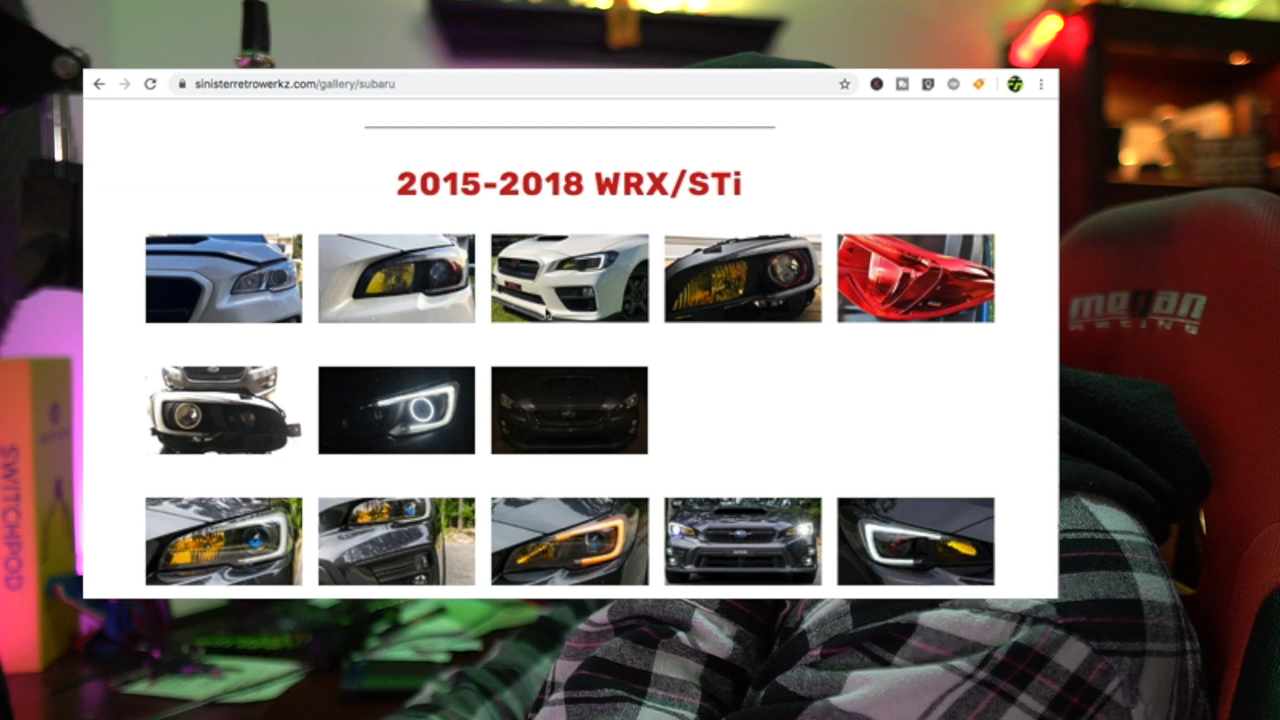 sinisterretrowerkz.com/gallery/subaru
2015-2018 WRX/STi
megan
RACING
SWITCHPOD